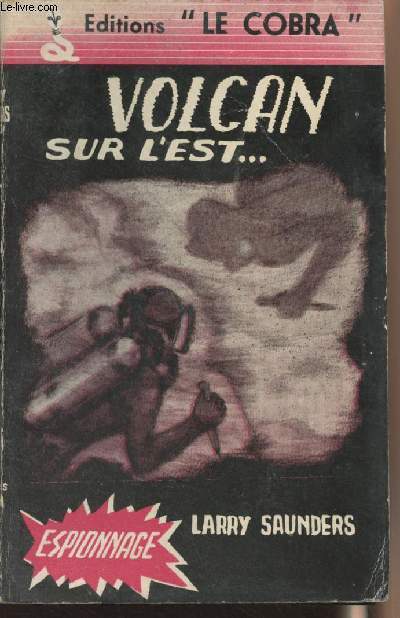 Le-livre.com
Editions "LE COBRA"
VOLCAN
SUR L'EST...
LARRY SAUNDERS
ESPIONNAGE